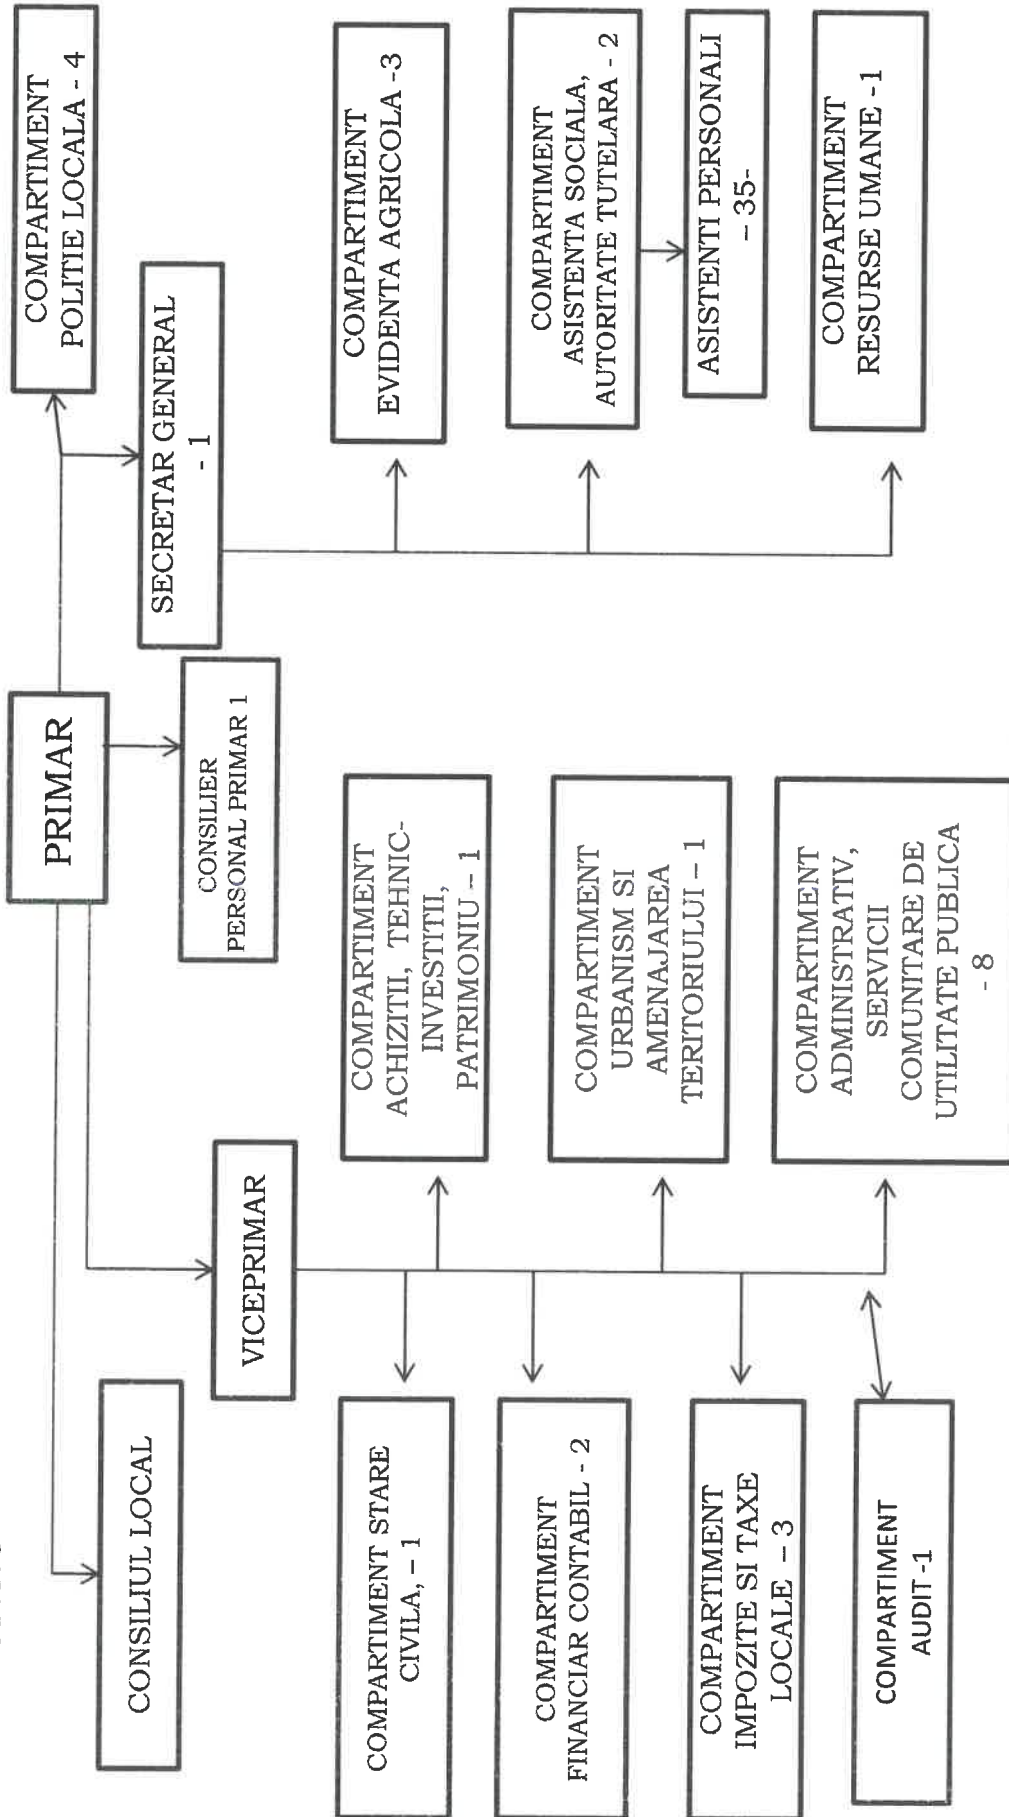 PRIMAR
CONSILIUL LOCAL
VICEPRIMAR
CONSILIER
PERSONAL PRIMAR 1
SECRETAR GENERAL
- 1
COMPARTIMENT
POLITIE LOCALA - 4
COMPARTIMENT STARE
CIVILA, – 1
COMPARTIMENT
FINANCIAR CONTABIL - 2
COMPARTIMENT
IMPOZITE SI TAXE
LOCALE – 3
COMPARTIMENT
AUDIT -1
COMPARTIMENT
ACHIZITII, TEHNIC-
INVESTITII,
PATRIMONIU – 1
COMPARTIMENT
URBANISM SI
AMENAJAREA
TERITORIULUI – 1
COMPARTIMENT
ADMINISTRATIV,
SERVICII
COMUNITARE DE
UTILITATE PUBLICA
- 8
COMPARTIMENT
EVIDENTA AGRICOLA -3
COMPARTIMENT
ASISTENTA SOCIALA,
AUTORITATE TUTELARA - 2
ASISTENTI PERSONALI
– 35-
COMPARTIMENT
RESURSE UMANE -1